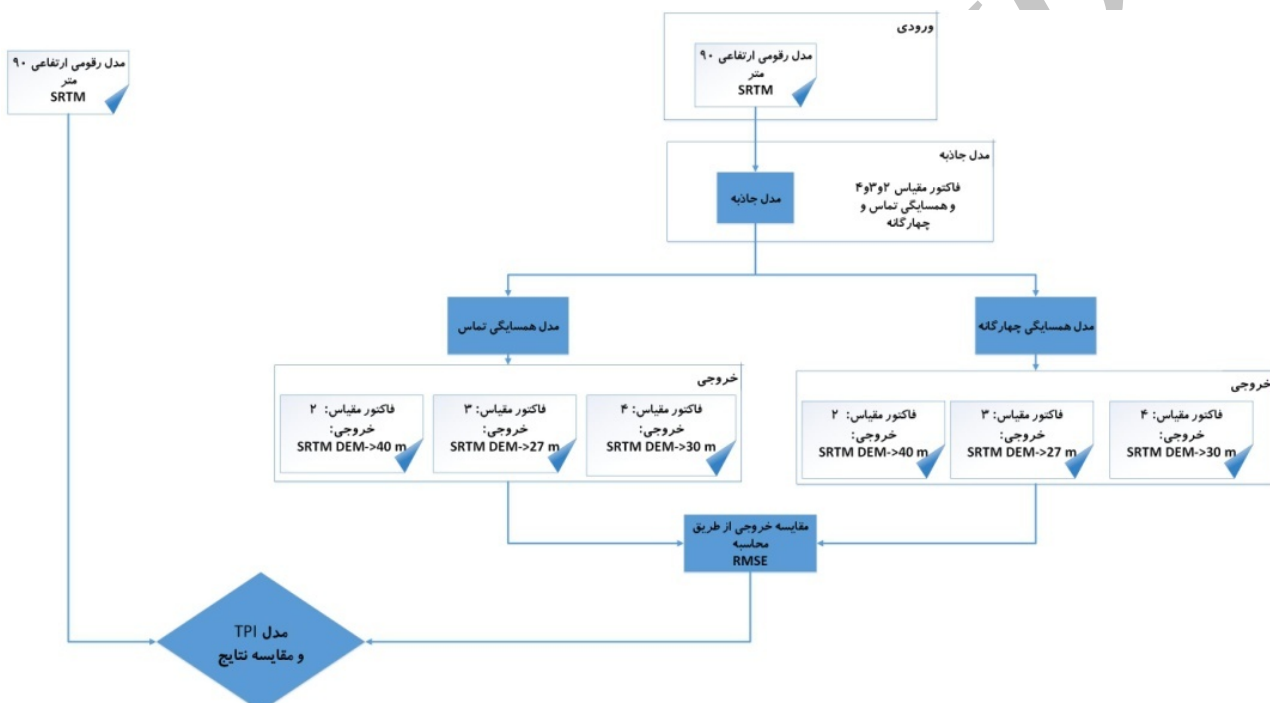 ورودی
مدل رقومی ارتفاعی ۹۰
متر
SRTM
مدل رقومی ارتفاعی ۹۰
متر
SRTM
مدل جاذبه
مدل جاذبه
فاکتور مقیاس ۲و۳و۴
و همسایگی تماس و
چهارگانه
مدل همسایگی چهارگانه
مدل همسایگی تماس
خروجی
فاکتور مقیاس: ۴
خروجی:
SRTM DEM->30 m
فاکتور مقیاس: ۳
خروجی:
SRTM DEM->27 m
فاکتور مقیاس: ۲
خروجی:
SRTM DEM->40 m
خروجی
فاکتور مقیاس: ۴
خروجی:
SRTM DEM->30 m
فاکتور مقیاس: ۳
خروجی:
SRTM DEM->27 m
فاکتور مقیاس: ۲
خروجی:
SRTM DEM->40 m
مقایسه خروجی از طریق
محاسبه
RMSE
مدل TPI
و مقایسه نتایج